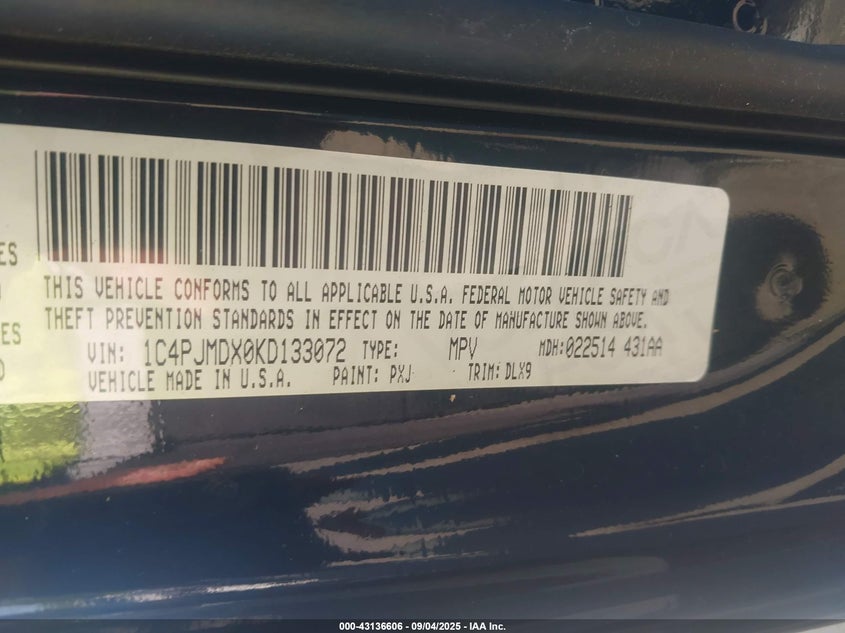 ES
THIS VEHICLE CONFORMS TO ALL APPLICABLE U.S.A. FEDERAL MOTOR VEHICLE SAFETY AND
THEFT PREVENTION STANDARDS IN EFFECT ON THE DATE OF MANUFACTURE SHOWN ABOVE.
ES
VIN: 1C4PJMDX0KD133072 TYPE: MPV MDH:022514 431AA
VEHICLE MADE IN U.S.A. PAINT: PXJ TRIM: DLX9
D
000-43136606 - 09/04/2025 - IAA Inc.